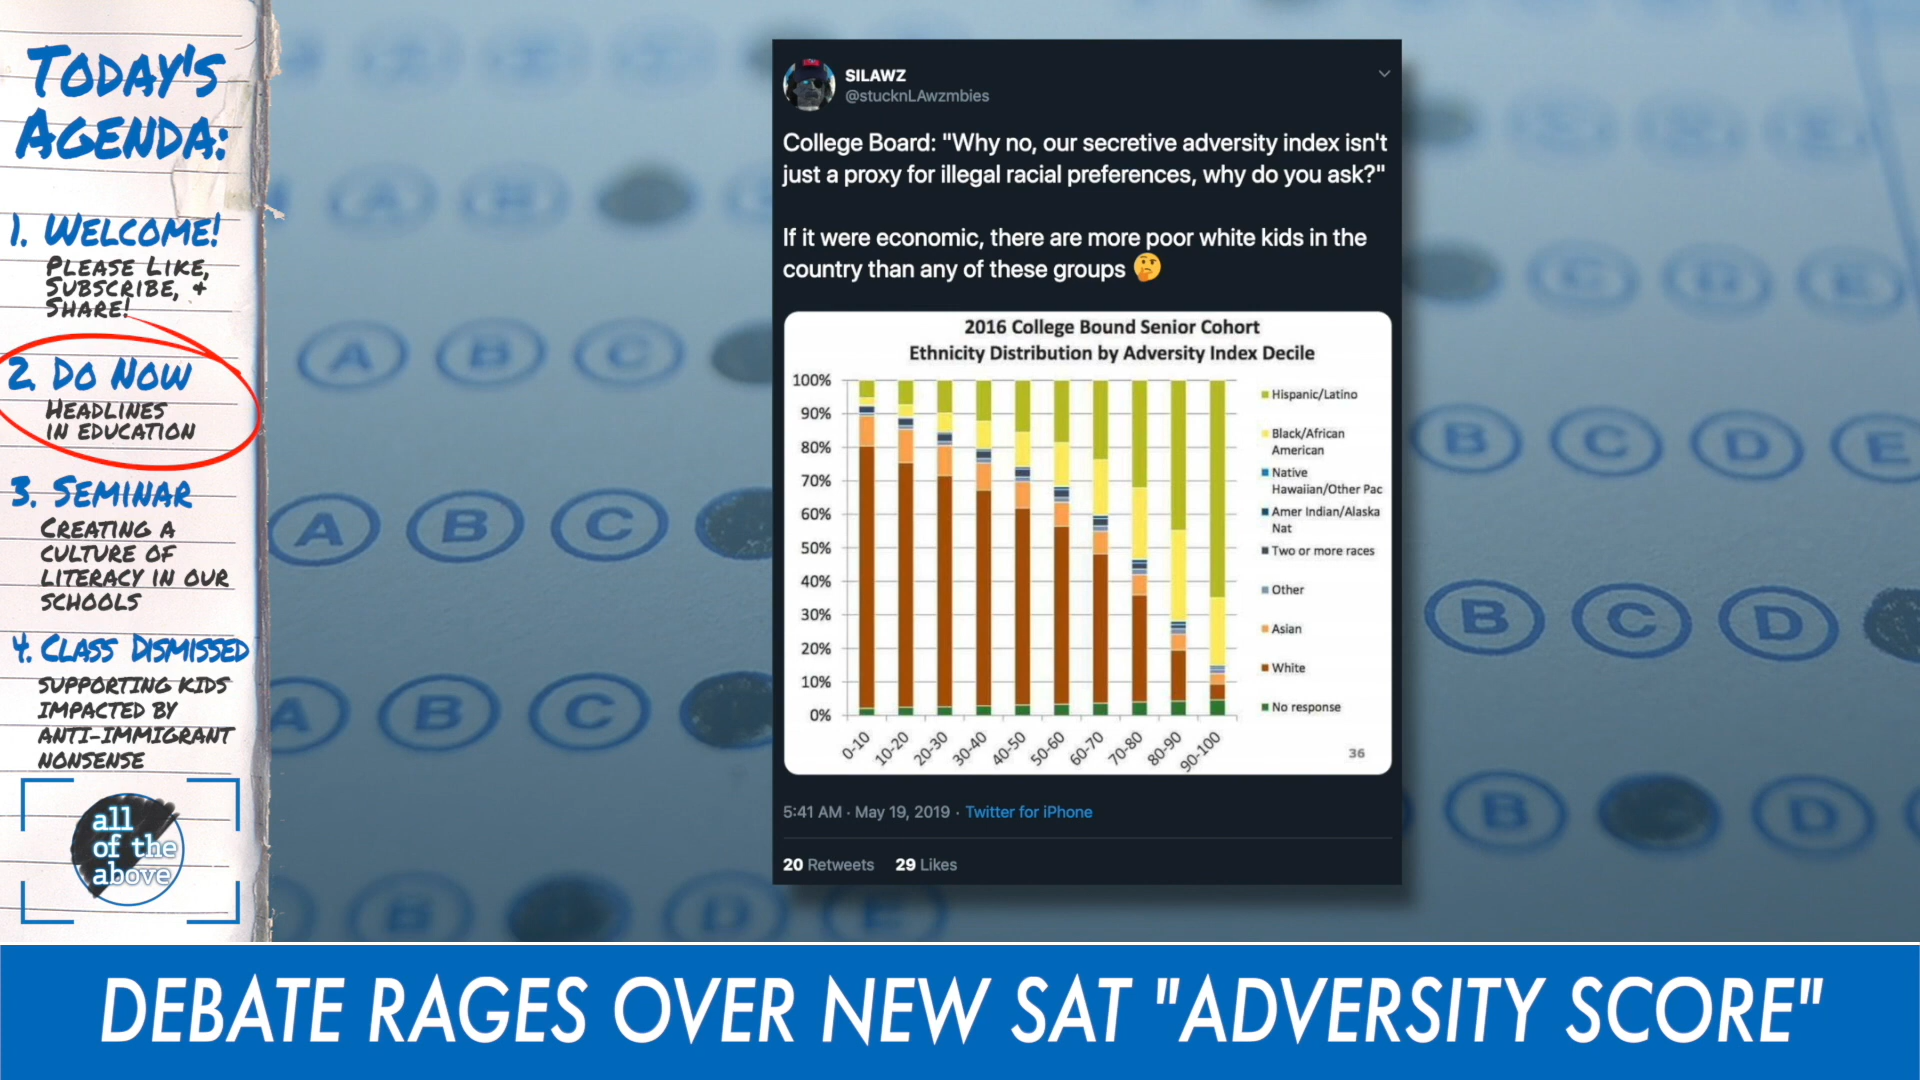 TODAY'S
AGENDA:
1. WELCOME!
PLEASE LIKE,
SUBSCRIBE, +
SHARE!
2. DO NOW
HEADLINES
IN EDUCATION
3. SEMINAR
CREATING A
CULTURE OF
LITERACY IN OUR
SCHOOLS
4. CLASS DISMISSED
SUPPORTING KIDS
IMPACTED BY
ANTI-IMMIGRANT
NONSENSE
all
of the
above
SILAWZ
@stucknLAwzmbies
College Board: "Why no, our secretive adversity index isn't
just a proxy for illegal racial preferences, why do you ask?"
If it were economic, there are more poor white kids in the
country than any of these groups 🤔
2016 College Bound Senior Cohort
Ethnicity Distribution by Adversity Index Decile
100%
90%
80%
70%
60%
50%
40%
30%
20%
10%
0%
0-10
10-20
20-30
30-40
40-50
50-60
60-70
70-80
80-90
90-100
Hispanic/Latino
Black/African
American
Native
Hawaiian/Other Pac
Amer Indian/Alaska
Nat
Two or more races
Other
Asian
White
No response
36
5:41 AM · May 19, 2019 · Twitter for iPhone
20 Retweets 29 Likes
A B C
A B C
A B C
B C D E
B C D
B D
DEBATE RAGES OVER NEW SAT "ADVERSITY SCORE"